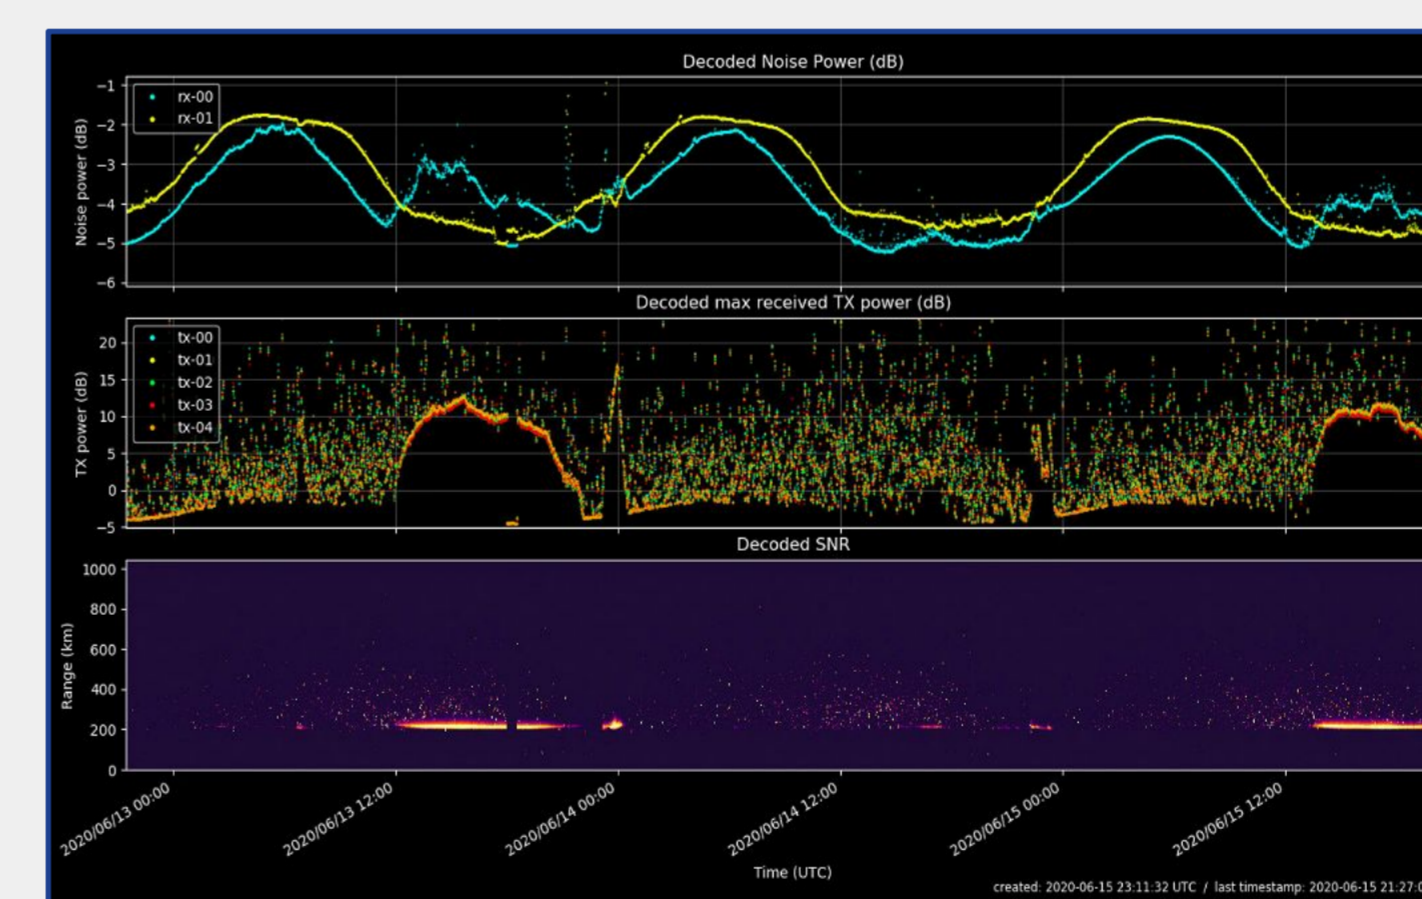 Decoded Noise Power (dB)
−1
−2
−3
−4
−5
−6
Noise power (dB)
rx-00
rx-01
Decoded max received TX power (dB)
20
15
10
5
0
−5
TX power (dB)
tx-00
tx-01
tx-02
tx-03
tx-04
Decoded SNR
1000
800
600
400
200
0
Range (km)
2020/06/13 00:00
2020/06/13 12:00
2020/06/14 00:00
2020/06/14 12:00
2020/06/15 00:00
2020/06/15 12:00
Time (UTC)
created: 2020-06-15 23:11:32 UTC / last timestamp: 2020-06-15 21:27:0